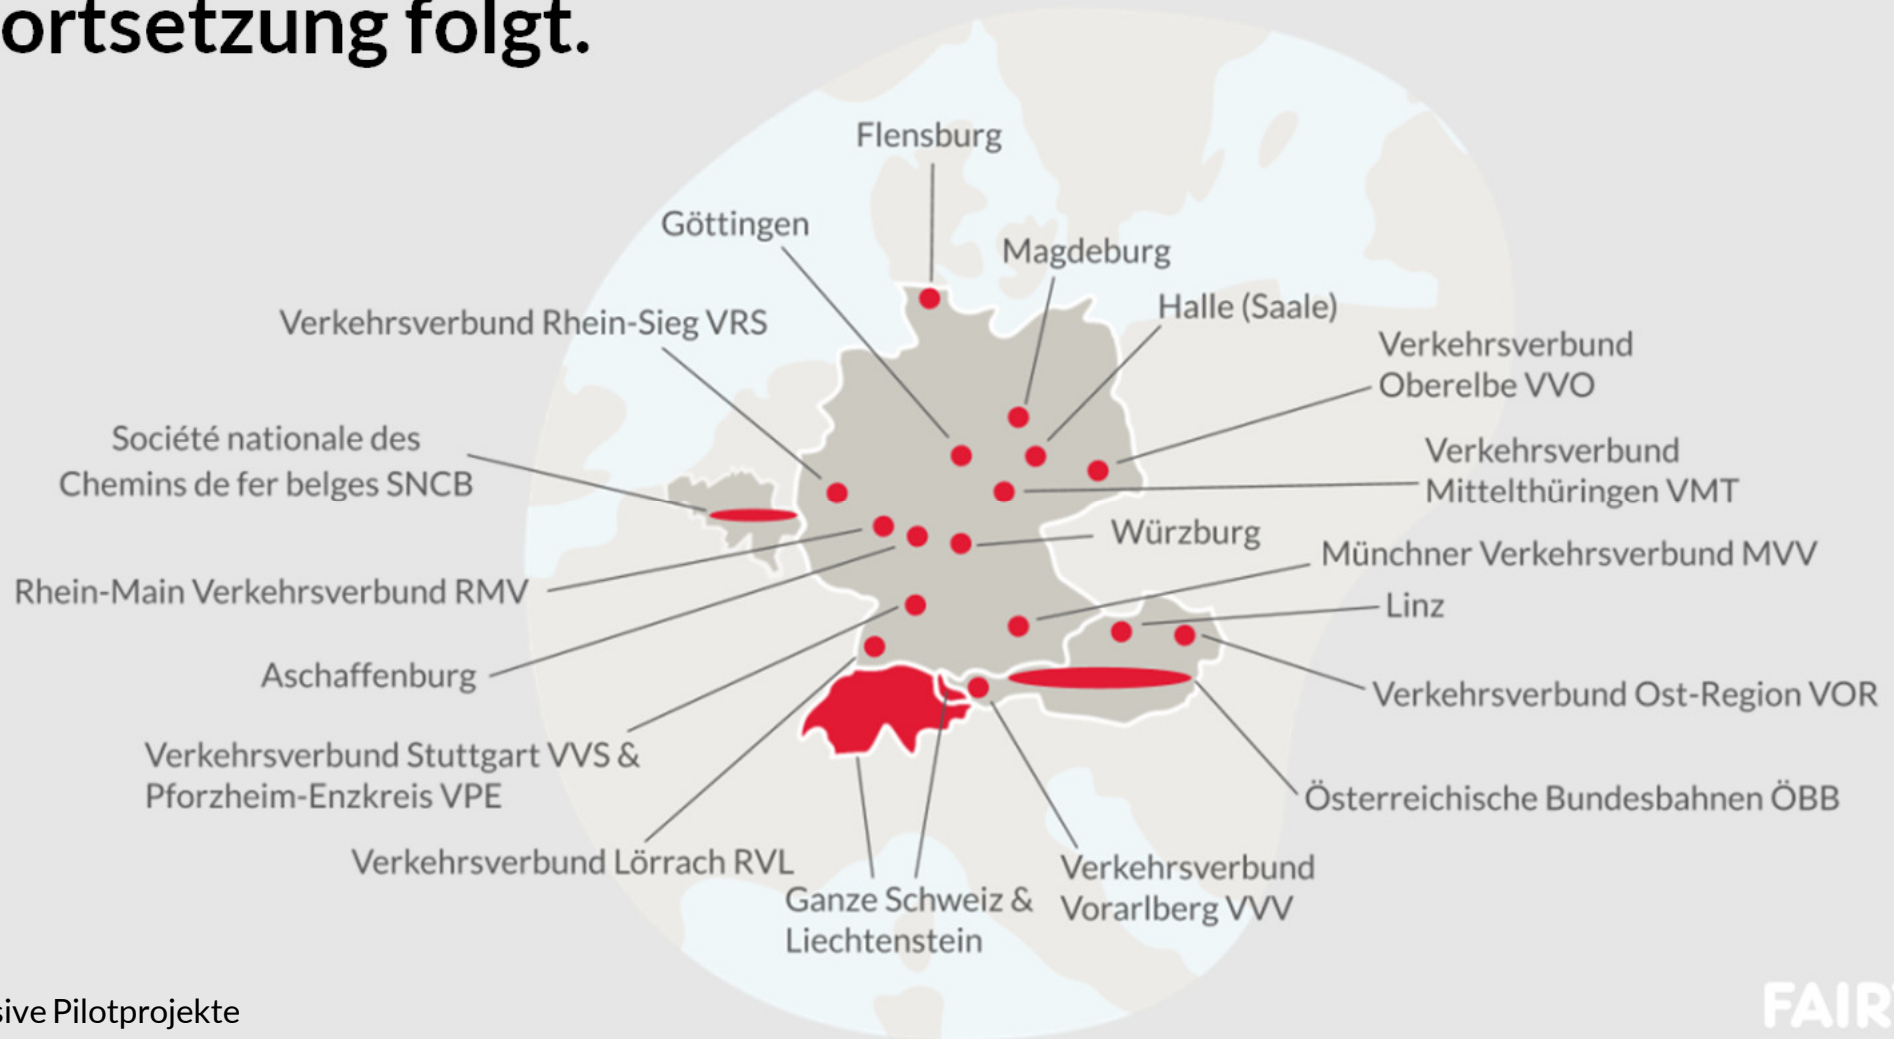 ortsetzung folgt.
Flensburg
Göttingen
Magdeburg
Halle (Saale)
Verkehrsverbund Rhein-Sieg VRS
Verkehrsverbund
Oberelbe VVO
Société nationale des
Chemins de fer belges SNCB
Verkehrsverbund
Mittelthüringen VMT
Würzburg
Münchner Verkehrsverbund MVV
Rhein-Main Verkehrsverbund RMV
Linz
Aschaffenburg
Verkehrsverbund Ost-Region VOR
Verkehrsverbund Stuttgart VVS &
Pforzheim-Enzkreis VPE
Österreichische Bundesbahnen ÖBB
Verkehrsverbund Lörrach RVL
Ganze Schweiz &
Liechtenstein
Verkehrsverbund
Vorarlberg VVV
sive Pilotprojekte
FAIR